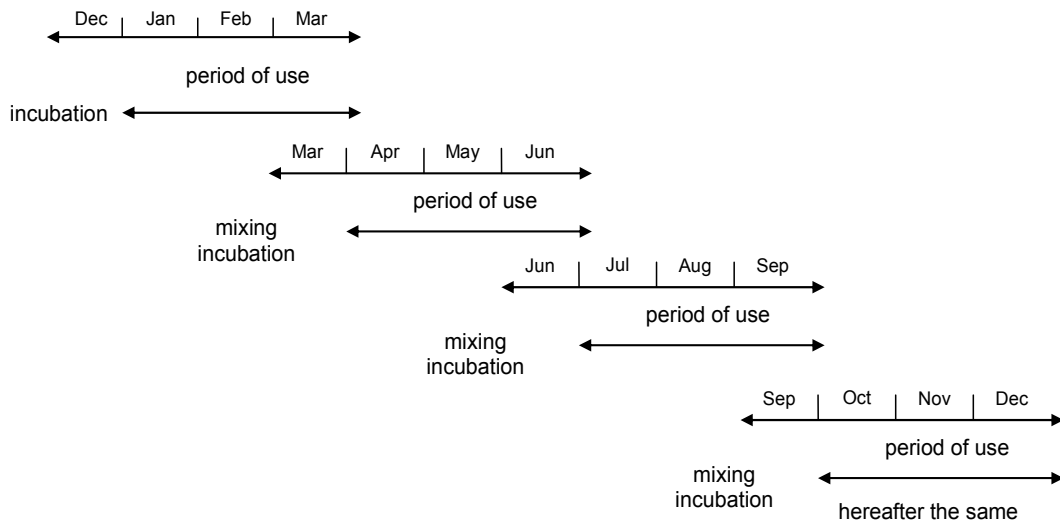 Dec Jan Feb Mar
period of use
incubation
Mar Apr May Jun
period of use
mixing
incubation
Jun Jul Aug Sep
period of use
mixing
incubation
Sep Oct Nov Dec
period of use
mixing
incubation
hereafter the same